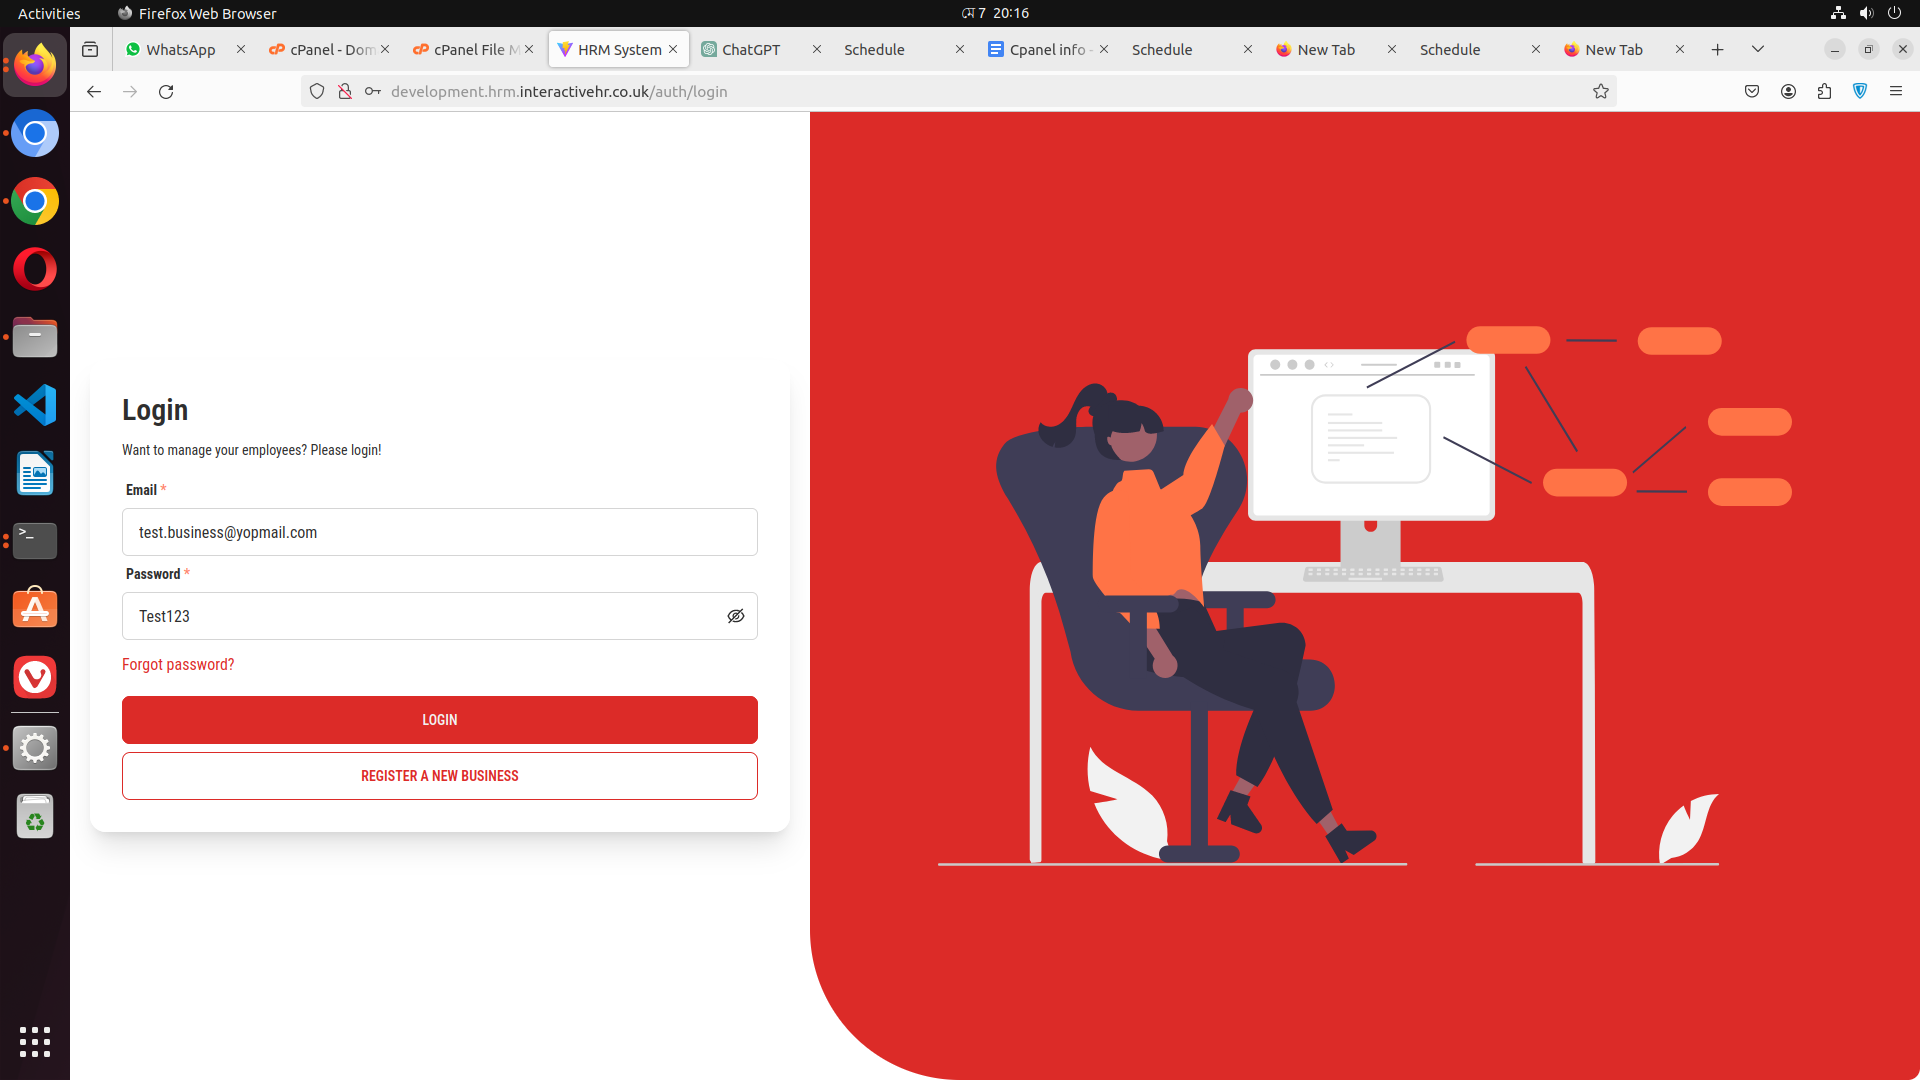 Activities
Firefox Web Browser
7 20:16
WhatsApp
cPanel - Dom
cPanel File M
HRM System
ChatGPT
Schedule
Cpanel info -
Schedule
New Tab
Schedule
New Tab
development.hrm.interactivehr.co.uk/auth/login
Login
Want to manage your employees? Please login!
Email *
test.business@yopmail.com
Password *
Test123
Forgot password?
LOGIN
REGISTER A NEW BUSINESS